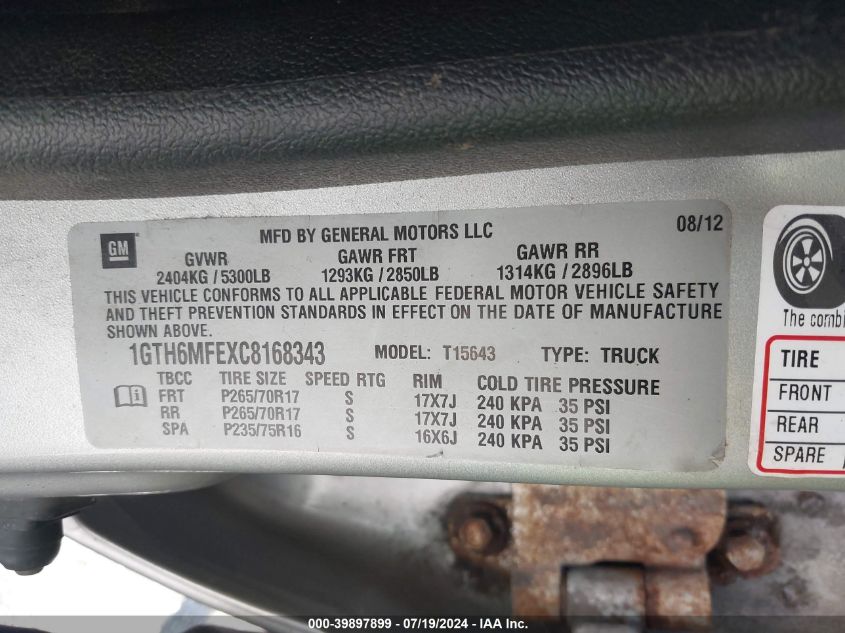 GM
MFD BY GENERAL MOTORS LLC
08/12
GVWR GAWR FRT GAWR RR
2404KG / 5300LB 1293KG / 2850LB 1314KG / 2896LB
THIS VEHICLE CONFORMS TO ALL APPLICABLE FEDERAL MOTOR VEHICLE SAFETY
AND THEFT PREVENTION STANDARDS IN EFFECT ON THE DATE OF MANUFACTURE
SHOWN ABOVE.
1GTH6MFEXC8168343 MODEL: T15643 TYPE: TRUCK
TBCC TIRE SIZE SPEED RTG RIM COLD TIRE PRESSURE
FRT P265/70R17 S 17X7J 240 KPA 35 PSI
RR P265/70R17 S 17X7J 240 KPA 35 PSI
SPA P235/75R16 S 16X6J 240 KPA 35 PSI
The
TIRE
FRONT
REAR
SPARE
000-39897899 | 07/19/2024 - IAA Inc.